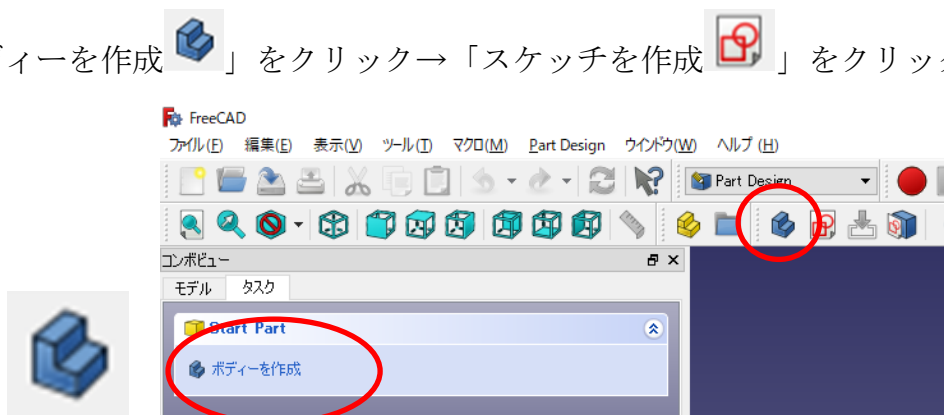 ィーを作成 」をクリック→「スケッチを作成 」をクリック
FreeCAD
ファイル(F) 編集(E) 表示(V) ツール(T) マクロ(M) Part Design ウインドウ(W) ヘルプ(H)
Part Design
コンボビュー
モデル タスク
Start Part
ボディーを作成